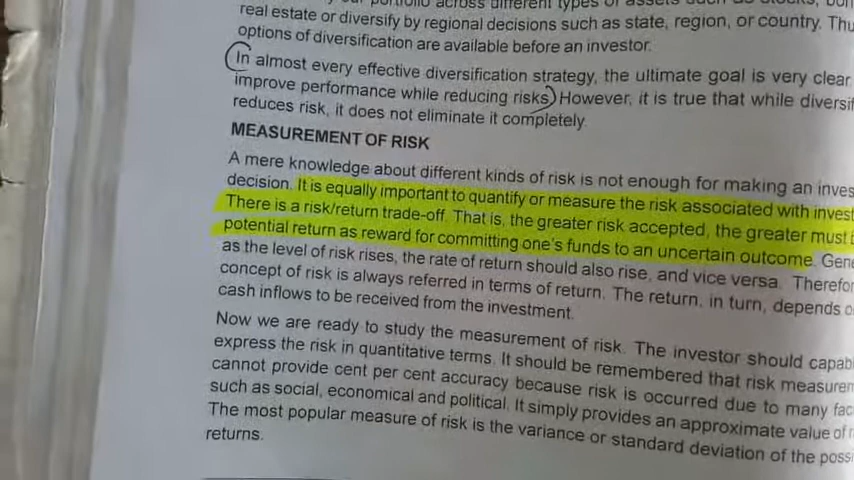 your portfolio across different types of assets such as stocks,
real estate or diversify by regional decisions such as state, region, or country.
options of diversification are available before an investor.
In almost every effective diversification strategy, the ultimate goal is very clear
improve performance while reducing risks. However, it is true that while
reduces risk, it does not eliminate it completely.
MEASUREMENT OF RISK
A mere knowledge about different kinds of risk is not enough for making an
decision. It is equally important to quantify or measure the risk associated with
There is a risk/return trade-off. That is, the greater risk accepted, the greater must
potential return as reward for committing one's funds to an uncertain outcome.
as the level of risk rises, the rate of return should also rise, and vice versa.
concept of risk is always referred in terms of return. The return, in turn, depends
cash inflows to be received from the investment.
Now we are ready to study the measurement of risk. The investor should
express the risk in quantitative terms. It should be remembered that risk
cannot provide cent per cent accuracy because risk is occurred due to many
such as social, economical and political. It simply provides an approximate value of
The most popular measure of risk is the variance or standard deviation of the
returns.